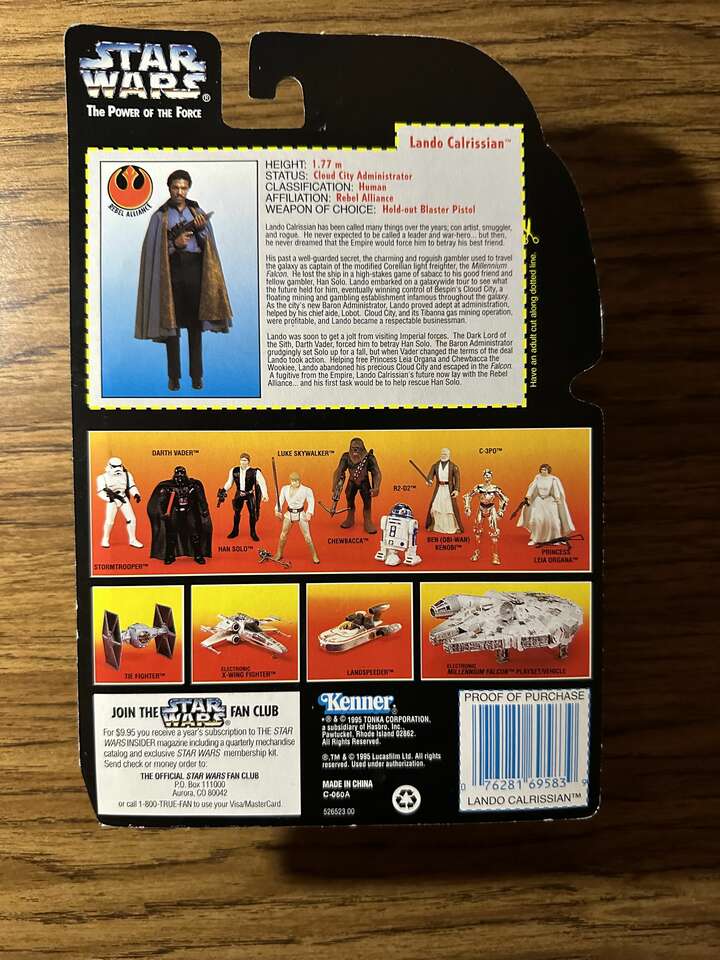 STAR
WARS®
THE POWER OF THE FORCE
Lando Calrissian™
REBEL ALLIANCE
HEIGHT: 1.77 m
STATUS: Cloud City Administrator
CLASSIFICATION: Human
AFFILIATION: Rebel Alliance
WEAPON OF CHOICE: Hold-out Blaster Pistol
Lando Calrissian has been called many things over the years; con artist, smuggler,
and rogue. He never expected to be called a leader and war-hero... but then,
he never dreamed that the Empire would force him to betray his best friend.
His past a well-guarded secret, the charming and roguish gambler used to travel
the galaxy as captain of the modified Corellian light freighter, the Millennium
Falcon. He lost the ship in a high-stakes game of sabacc to his good friend and
fellow gambler, Han Solo. Lando embarked on a galaxywide tour to see what
the future held for him, eventually winning control of Bespin's Cloud City, a
floating mining and gambling establishment infamous throughout the galaxy.
As the city's new Baron Administrator, Lando proved adept at administration,
helped by his chief aide, Lobot. Cloud City, and its Tibanna gas mining operation,
were profitable, and Lando became a respectable businessman.
Lando was soon to get a jolt from visiting Imperial forces. The Dark Lord of
the Sith, Darth Vader, forced him to betray Han Solo. The Baron Administrator
grudgingly set Solo up for a fall, but when Vader changed the terms of the deal
Lando took action. Helping free Princess Leia Organa and Chewbacca the
Wookiee, Lando abandoned his precious Cloud City and escaped in the Falcon.
A fugitive from the Empire, Lando Calrissian's future now lay with the Rebel
Alliance... and his first task would be to help rescue Han Solo.
Have an adult cut along dotted line.
DARTH VADER™
LUKE SKYWALKER™
C-3PO™
R2-D2™
STORMTROOPER™
HAN SOLO™
CHEWBACCA™
BEN (OBI-WAN)
KENOBI™
PRINCESS
LEIA ORGANA™
TIE FIGHTER™
ELECTRONIC
X-WING FIGHTER™
LANDSPEEDER™
ELECTRONIC
MILLENNIUM FALCON™ PLAYSET/VEHICLE
JOIN THE STAR WARS FAN CLUB
For $9.95 you receive a year's subscription to THE STAR
WARS INSIDER magazine including a quarterly merchandise
catalog and exclusive STAR WARS membership kit.
Send check or money order to:
THE OFFICIAL STAR WARS FAN CLUB
P.O. Box 111000
Aurora, CO 80042
or call 1-800-TRUE-FAN to use your Visa/MasterCard.
Kenner®
* ® & © 1995 TONKA CORPORATION,
a subsidiary of Hasbro, Inc.,
Pawtucket, Rhode Island 02862.
All Rights Reserved.
®,TM & © 1995 Lucasfilm Ltd. All rights
reserved. Used under authorization.
MADE IN CHINA
C-060A
526523.00
PROOF OF PURCHASE
0 76281 69583 9
LANDO CALRISSIAN™